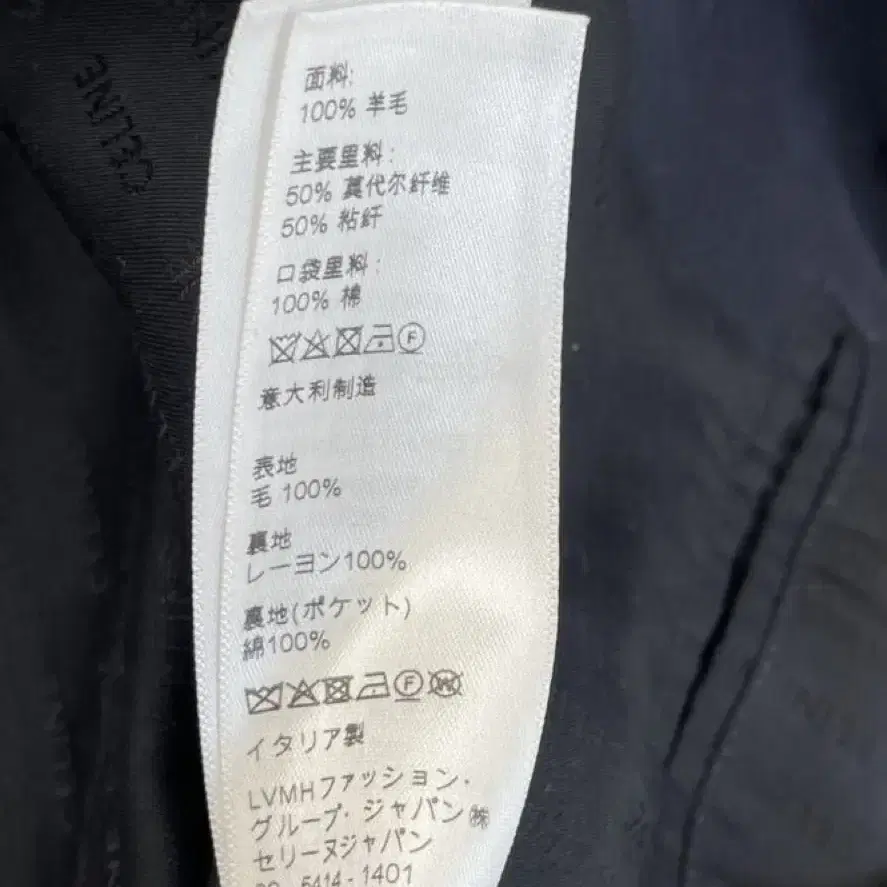 CELINE
面料:
100% 羊毛
主要里料:
50% 莫代尔纤维
50% 粘纤
口袋里料:
100% 棉
F
意大利制造
表地
毛 100%
裏地
レーヨン100%
裏地(ポケット)
綿100%
F W
イタリア製
LVMHファッション・
グループ・ジャパン㈱
セリーヌジャパン
5414-1401